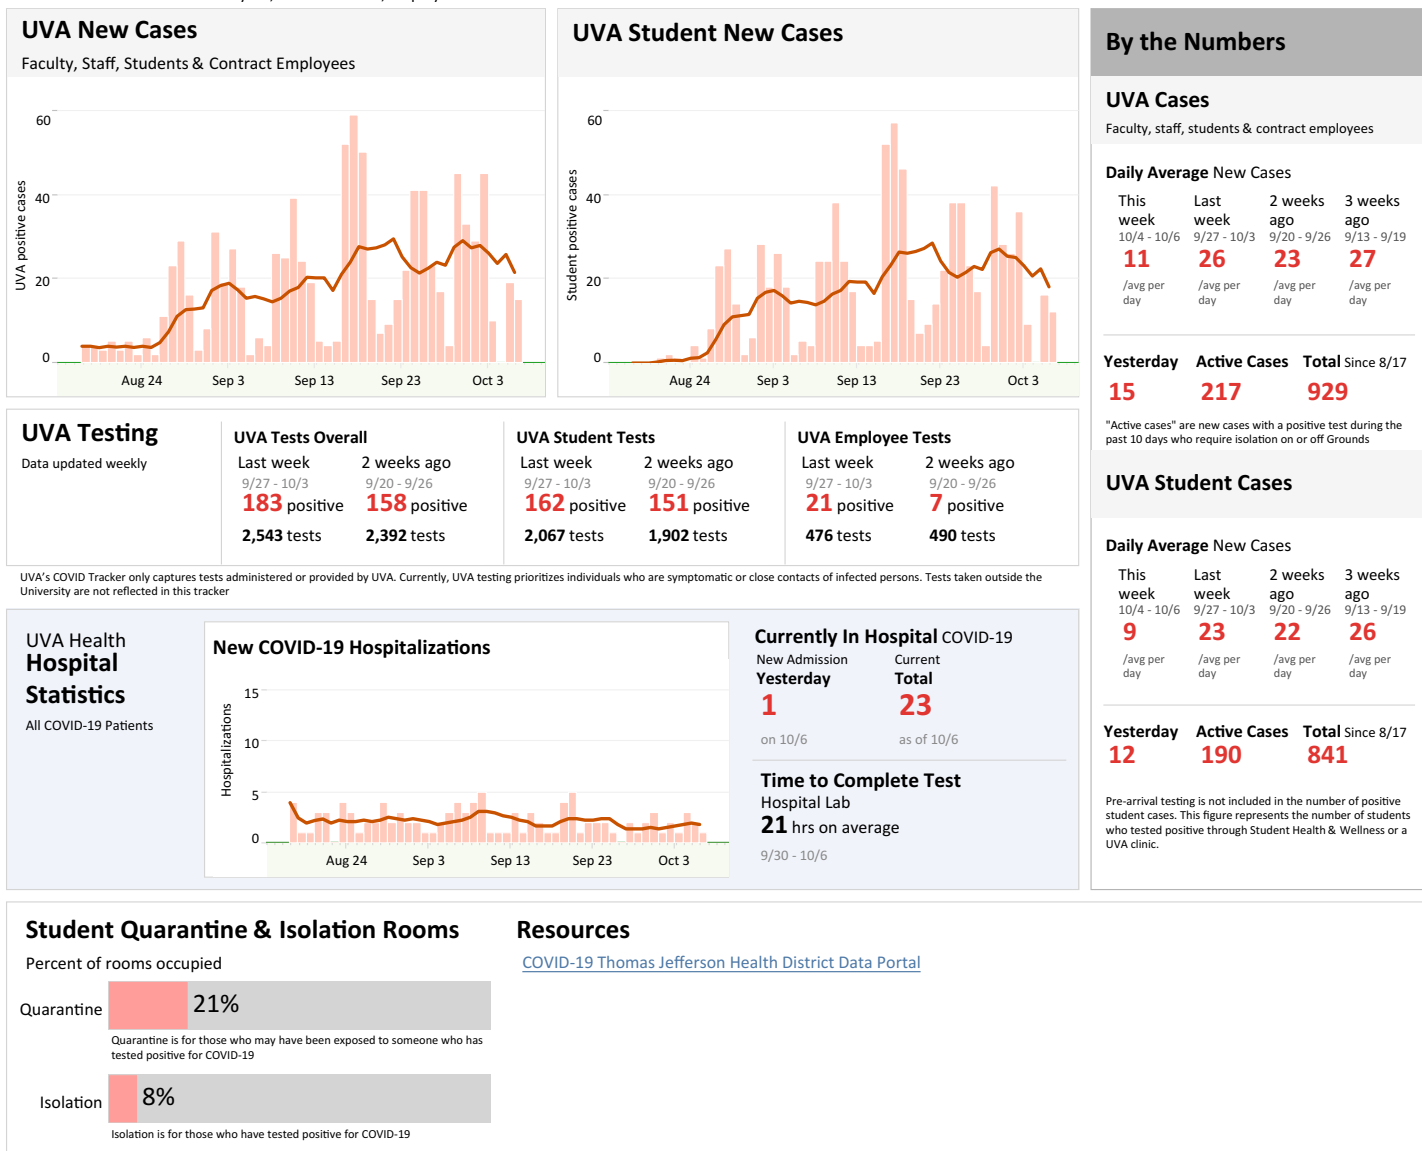 UVA New Cases
Faculty, Staff, Students & Contract Employees
60
40
20
0
UVA positive cases
Aug 24 Sep 3 Sep 13 Sep 23 Oct 3
UVA Student New Cases
60
40
20
0
Student positive cases
Aug 24 Sep 3 Sep 13 Sep 23 Oct 3
By the Numbers
UVA Cases
Faculty, staff, students & contract employees
Daily Average New Cases
This week Last week 2 weeks ago 3 weeks ago
10/4 - 10/6 9/27 - 10/3 9/20 - 9/26 9/13 - 9/19
11 26 23 27
/avg per day /avg per day /avg per day /avg per day
Yesterday Active Cases Total Since 8/17
15 217 929
"Active cases" are new cases with a positive test during the
past 10 days who require isolation on or off Grounds
UVA Student Cases
Daily Average New Cases
This week Last week 2 weeks ago 3 weeks ago
10/4 - 10/6 9/27 - 10/3 9/20 - 9/26 9/13 - 9/19
9 23 22 26
/avg per day /avg per day /avg per day /avg per day
Yesterday Active Cases Total Since 8/17
12 190 841
Pre-arrival testing is not included in the number of positive
student cases. This figure represents the number of students
who tested positive through Student Health & Wellness or a
UVA clinic.
UVA Testing
Data updated weekly
UVA Tests Overall
Last week 2 weeks ago
9/27 - 10/3 9/20 - 9/26
183 positive 158 positive
2,543 tests 2,392 tests
UVA Student Tests
Last week 2 weeks ago
9/27 - 10/3 9/20 - 9/26
162 positive 151 positive
2,067 tests 1,902 tests
UVA Employee Tests
Last week 2 weeks ago
9/27 - 10/3 9/20 - 9/26
21 positive 7 positive
476 tests 490 tests
UVA's COVID Tracker only captures tests administered or provided by UVA. Currently, UVA testing prioritizes individuals who are symptomatic or close contacts of infected persons. Tests taken outside the
University are not reflected in this tracker
UVA Health
Hospital
Statistics
All COVID-19 Patients
New COVID-19 Hospitalizations
15
10
5
0
Hospitalizations
Aug 24 Sep 3 Sep 13 Sep 23 Oct 3
Currently In Hospital COVID-19
New Admission Current
Yesterday Total
1 23
on 10/6 as of 10/6
Time to Complete Test
Hospital Lab
21 hrs on average
9/30 - 10/6
Student Quarantine & Isolation Rooms
Percent of rooms occupied
Quarantine 21%
Quarantine is for those who may have been exposed to someone who has
tested positive for COVID-19
Isolation 8%
Isolation is for those who have tested positive for COVID-19
Resources
COVID-19 Thomas Jefferson Health District Data Portal